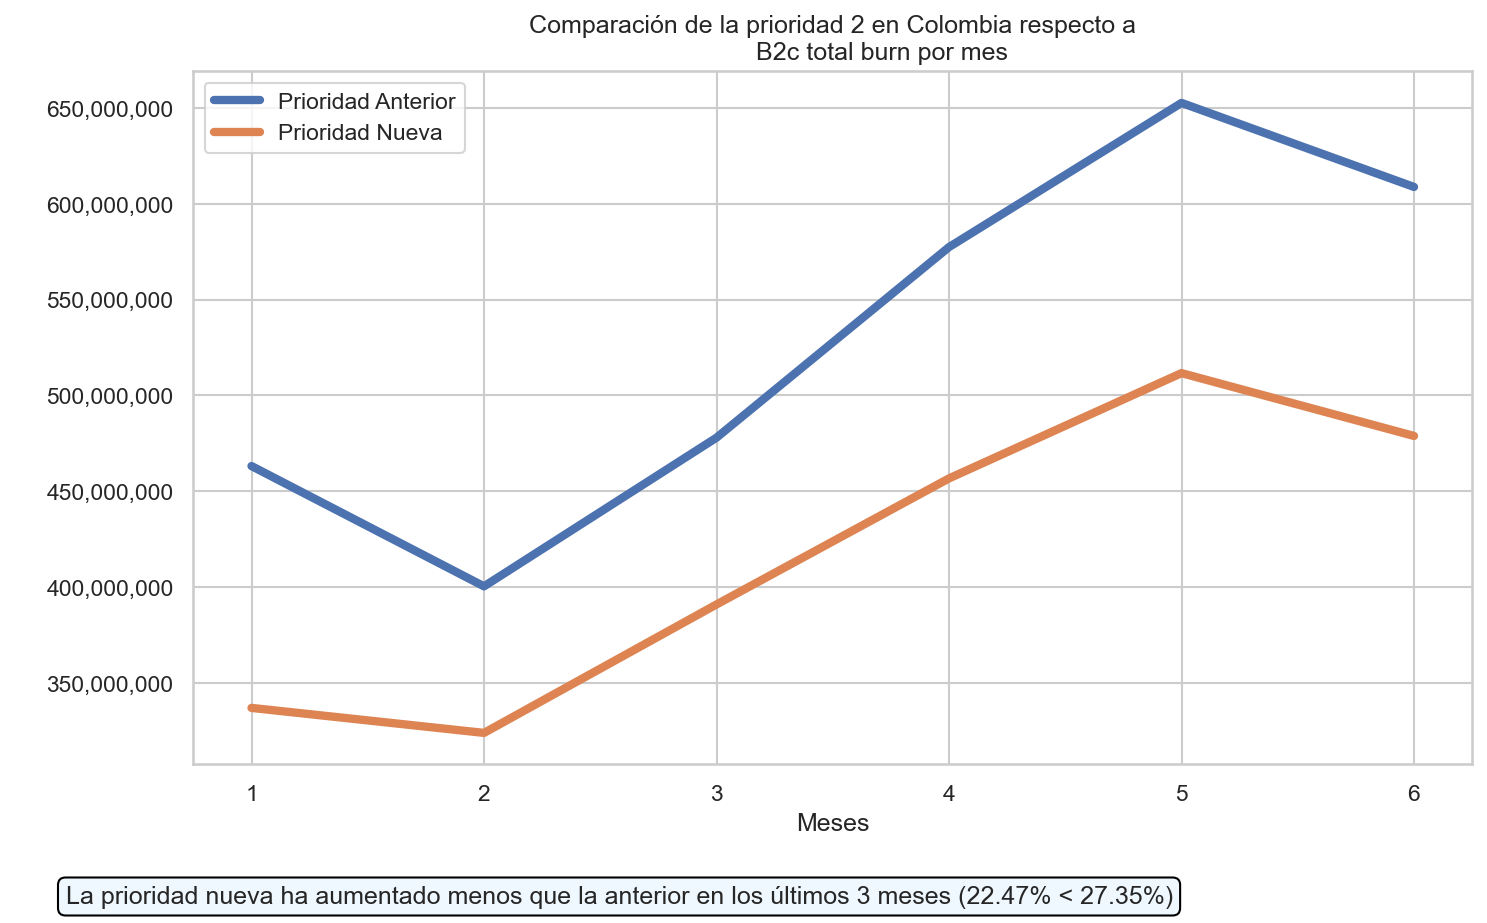 Comparación de la prioridad 2 en Colombia respecto a
B2c total burn por mes
Prioridad Anterior
Prioridad Nueva
650,000,000
600,000,000
550,000,000
500,000,000
450,000,000
400,000,000
350,000,000
1 2 3 4 5 6
Meses
La prioridad nueva ha aumentado menos que la anterior en los últimos 3 meses (22.47% < 27.35%)